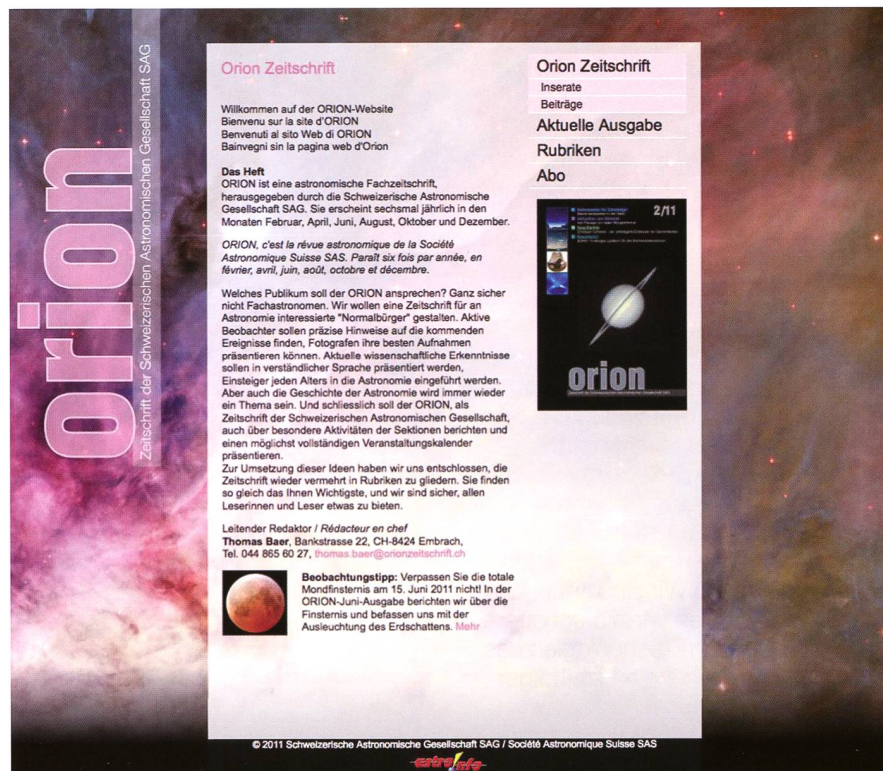 orion
Zeitschrift der Schweizerischen Astronomischen Gesellschaft SAG
Orion Zeitschrift
Willkommen auf der ORION-Website
Bienvenu sur la site d'ORION
Benvenuti al sito Web di ORION
Bainvegni sin la pagina web d'Orion
Das Heft
ORION ist eine astronomische Fachzeitschrift,
herausgegeben durch die Schweizerische Astronomische
Gesellschaft SAG. Sie erscheint sechsmal jährlich in den
Monaten Februar, April, Juni, August, Oktober und Dezember.
ORION, c'est la révue astronomique de la Société
Astronomique Suisse SAS. Paraît six fois par année, en
février, avril, juin, août, octobre et décembre.
Welches Publikum soll der ORION ansprechen? Ganz sicher
nicht Fachastronomen. Wir wollen eine Zeitschrift für an
Astronomie interessierte "Normalbürger" gestalten. Aktive
Beobachter sollen präzise Hinweise auf die kommenden
Ereignisse finden, Fotografen ihre besten Aufnahmen
präsentieren können. Aktuelle wissenschaftliche Erkenntnisse
sollen in verständlicher Sprache präsentiert werden,
Einsteiger jeden Alters in die Astronomie eingeführt werden.
Aber auch die Geschichte der Astronomie wird immer wieder
ein Thema sein. Und schliesslich soll der ORION, als
Zeitschrift der Schweizerischen Astronomischen Gesellschaft,
auch über besondere Aktivitäten der Sektionen berichten und
einen möglichst vollständigen Veranstaltungskalender
präsentieren.
Zur Umsetzung dieser Ideen haben wir uns entschlossen, die
Zeitschrift wieder vermehrt in Rubriken zu gliedern. Sie finden
so gleich das Ihnen Wichtigste, und wir sind sicher, allen
Leserinnen und Leser etwas zu bieten.
Leitender Redaktor / Rédacteur en chef
Thomas Baer, Bankstrasse 22, CH-8424 Embrach,
Tel. 044 865 60 27, thomas.baer@orionzeitschrift.ch
Beobachtungstipp: Verpassen Sie die totale
Mondfinsternis am 15. Juni 2011 nicht! In der
ORION-Juni-Ausgabe berichten wir über die
Finsternis und befassen uns mit der
Ausleuchtung des Erdschattens. Mehr
Orion Zeitschrift
Inserate
Beiträge
Aktuelle Ausgabe
Rubriken
Abo
2/11
orion
© 2011 Schweizerische Astronomische Gesellschaft SAG / Société Astronomique Suisse SAS
astro info